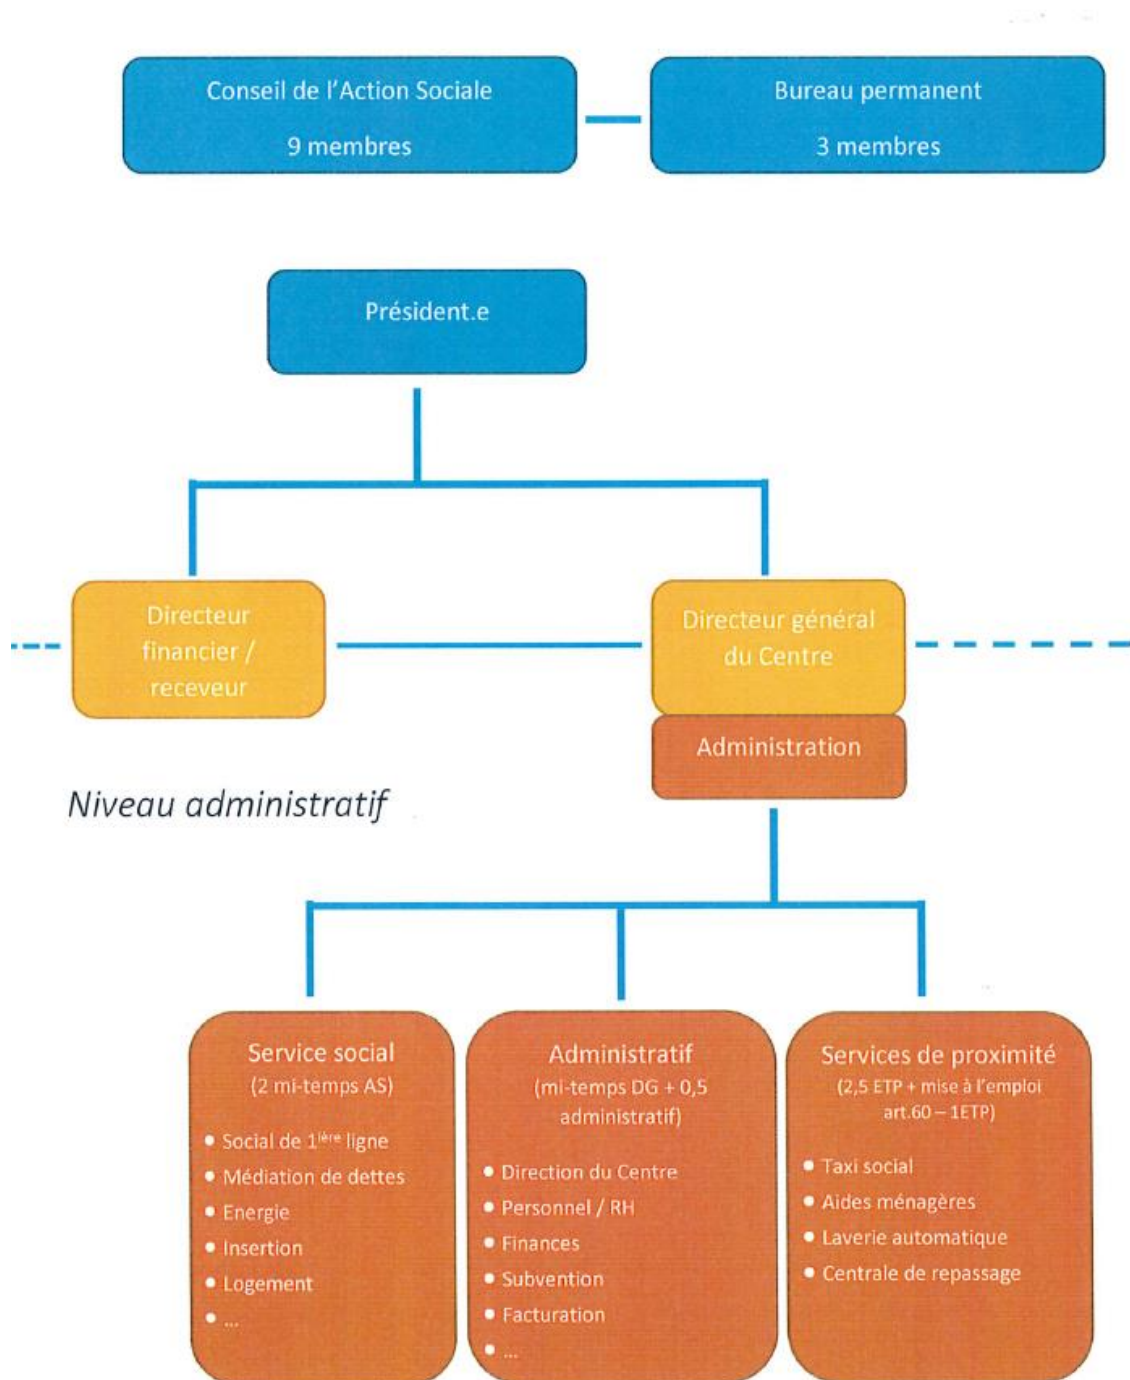 Conseil de l'Action Sociale
9 membres
Bureau permanent
3 membres
Président.e
Directeur
financier /
receveur
Directeur général
du Centre
Administration
Niveau administratif
Service social
(2 mi-temps AS)
• Social de 1ière ligne
• Médiation de dettes
• Energie
• Insertion
• Logement
• ...
Administratif
(mi-temps DG + 0,5
administratif)
• Direction du Centre
• Personnel / RH
• Finances
• Subvention
• Facturation
• ...
Services de proximité
(2,5 ETP + mise à l'emploi
art.60 – 1ETP)
• Taxi social
• Aides ménagères
• Laverie automatique
• Centrale de repassage